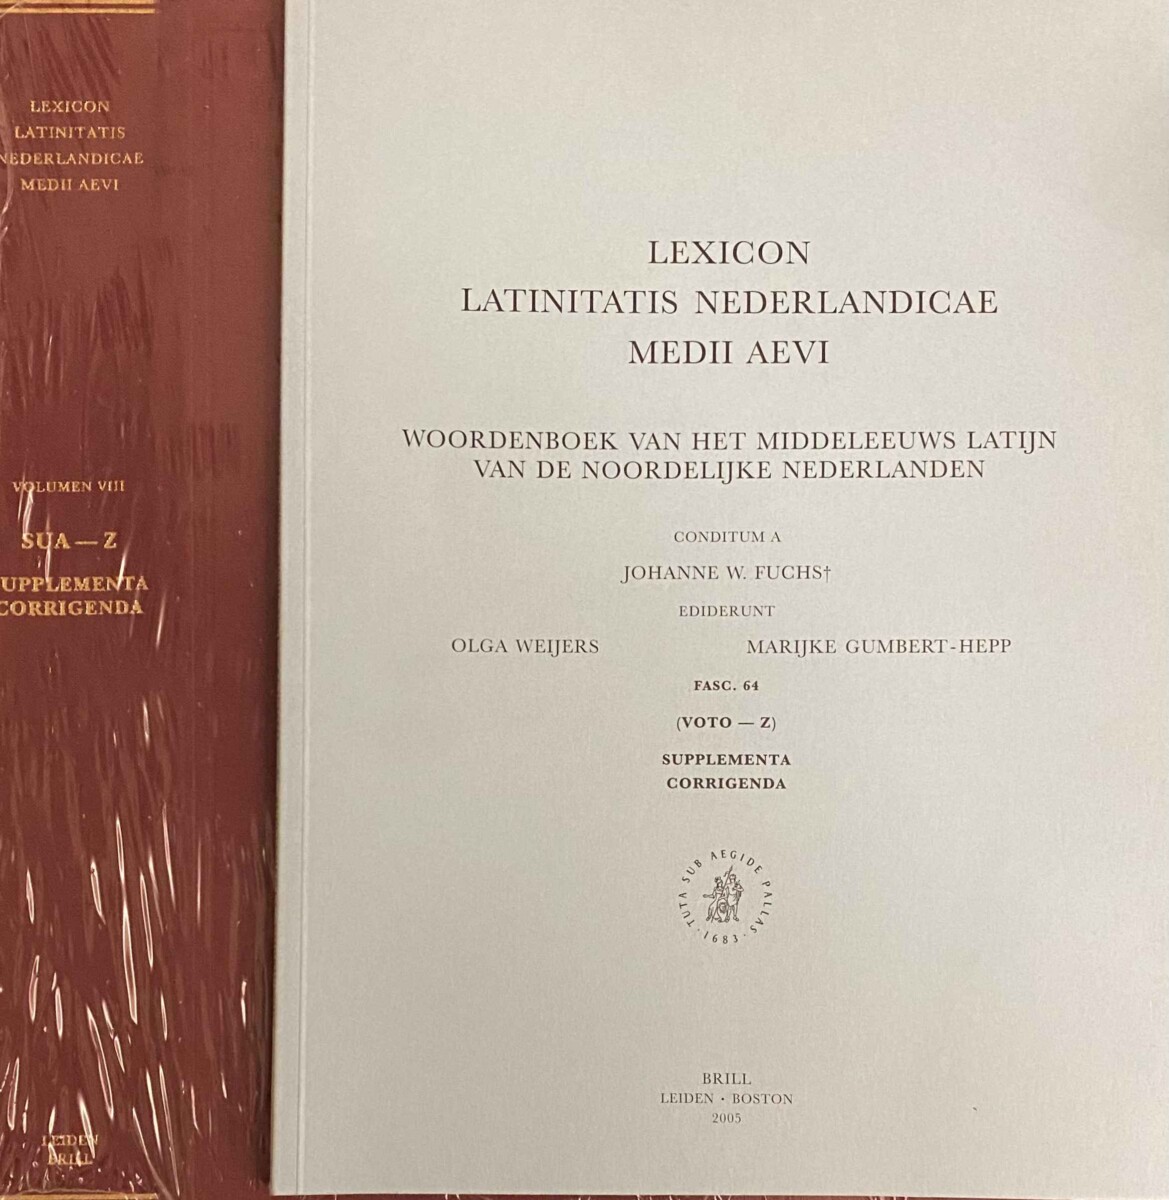 LEXICON
LATINITATIS
NEDERLANDICAE
MEDII AEVI
VOLUMEN VIII
SUA — Z
SUPPLEMENTA
CORRIGENDA
LEIDEN
BRILL
LEXICON
LATINITATIS NEDERLANDICAE
MEDII AEVI
WOORDENBOEK VAN HET MIDDELEEUWS LATIJN
VAN DE NOORDELIJKE NEDERLANDEN
CONDITUM A
JOHANNE W. FUCHS†
EDIDERUNT
OLGA WEIJERS MARIJKE GUMBERT-HEPP
FASC. 64
(VOTO — Z)
SUPPLEMENTA
CORRIGENDA
TUTA SUB AEGIDE PALLAS · 1683 ·
BRILL
LEIDEN · BOSTON
2005